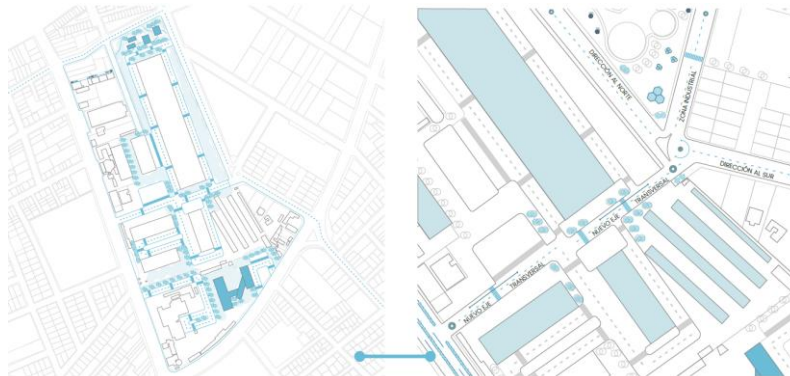 DIRECCIÓN AL NORTE
ZONA INDUSTRIAL
DIRECCIÓN AL SUR
NUEVO EJE
TRANSVERSAL
NUEVO EJE
TRANSVERSAL